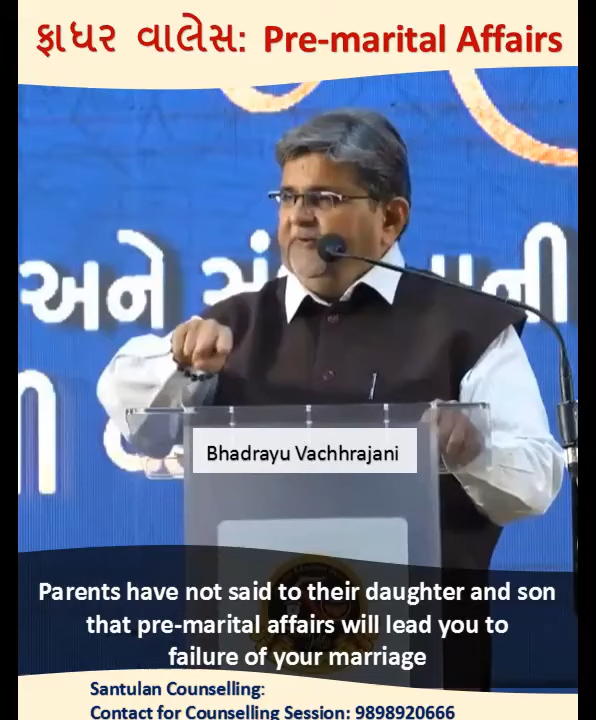 ફાધર વાલેસ: Pre-marital Affairs
અને
Bhadrayu Vachhrajani
Parents have not said to their daughter and son
that pre-marital affairs will lead you to
failure of your marriage
Santulan Counselling:
Contact for Counselling Session: 9898920666